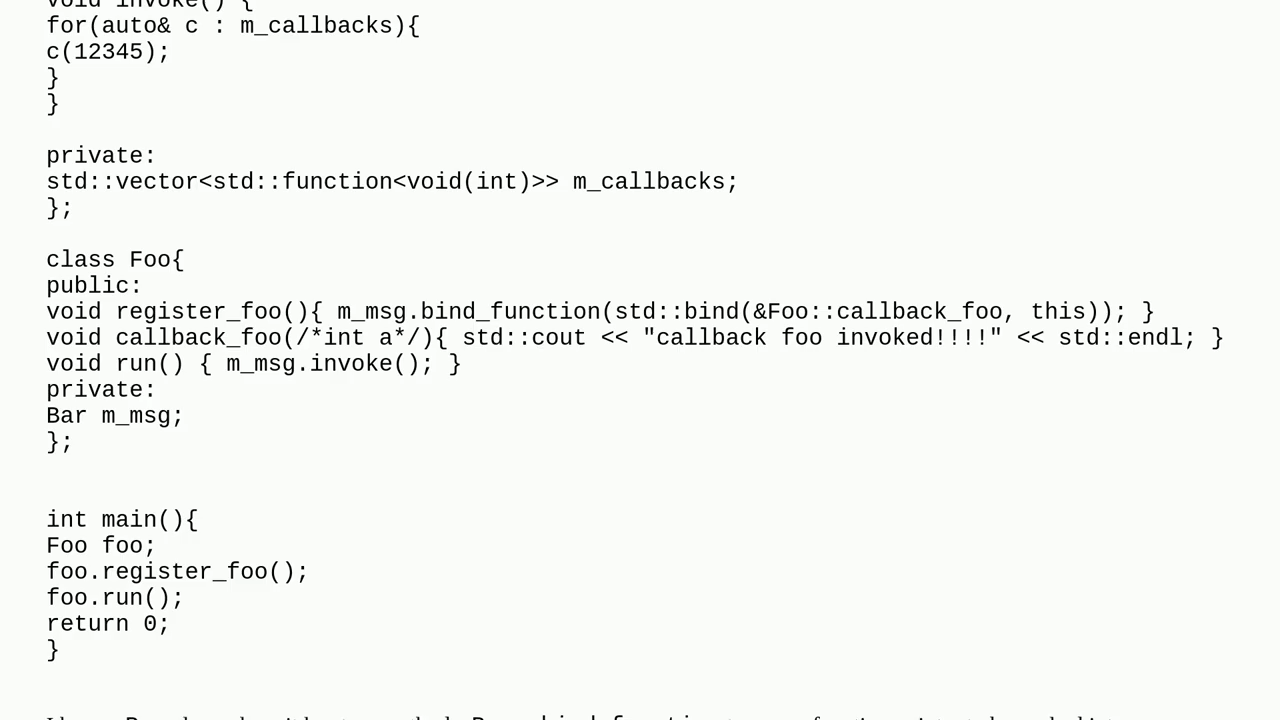 void invoke() {
for(auto& c : m_callbacks){
c(12345);
}
}
private:
std::vector<std::function<void(int)>> m_callbacks;
};
class Foo{
public:
void register_foo(){ m_msg.bind_function(std::bind(&Foo::callback_foo, this)); }
void callback_foo(/*int a*/){ std::cout << "callback foo invoked!!!!" << std::endl; }
void run() { m_msg.invoke(); }
private:
Bar m_msg;
};
int main(){
Foo foo;
foo.register_foo();
foo.run();
return 0;
}